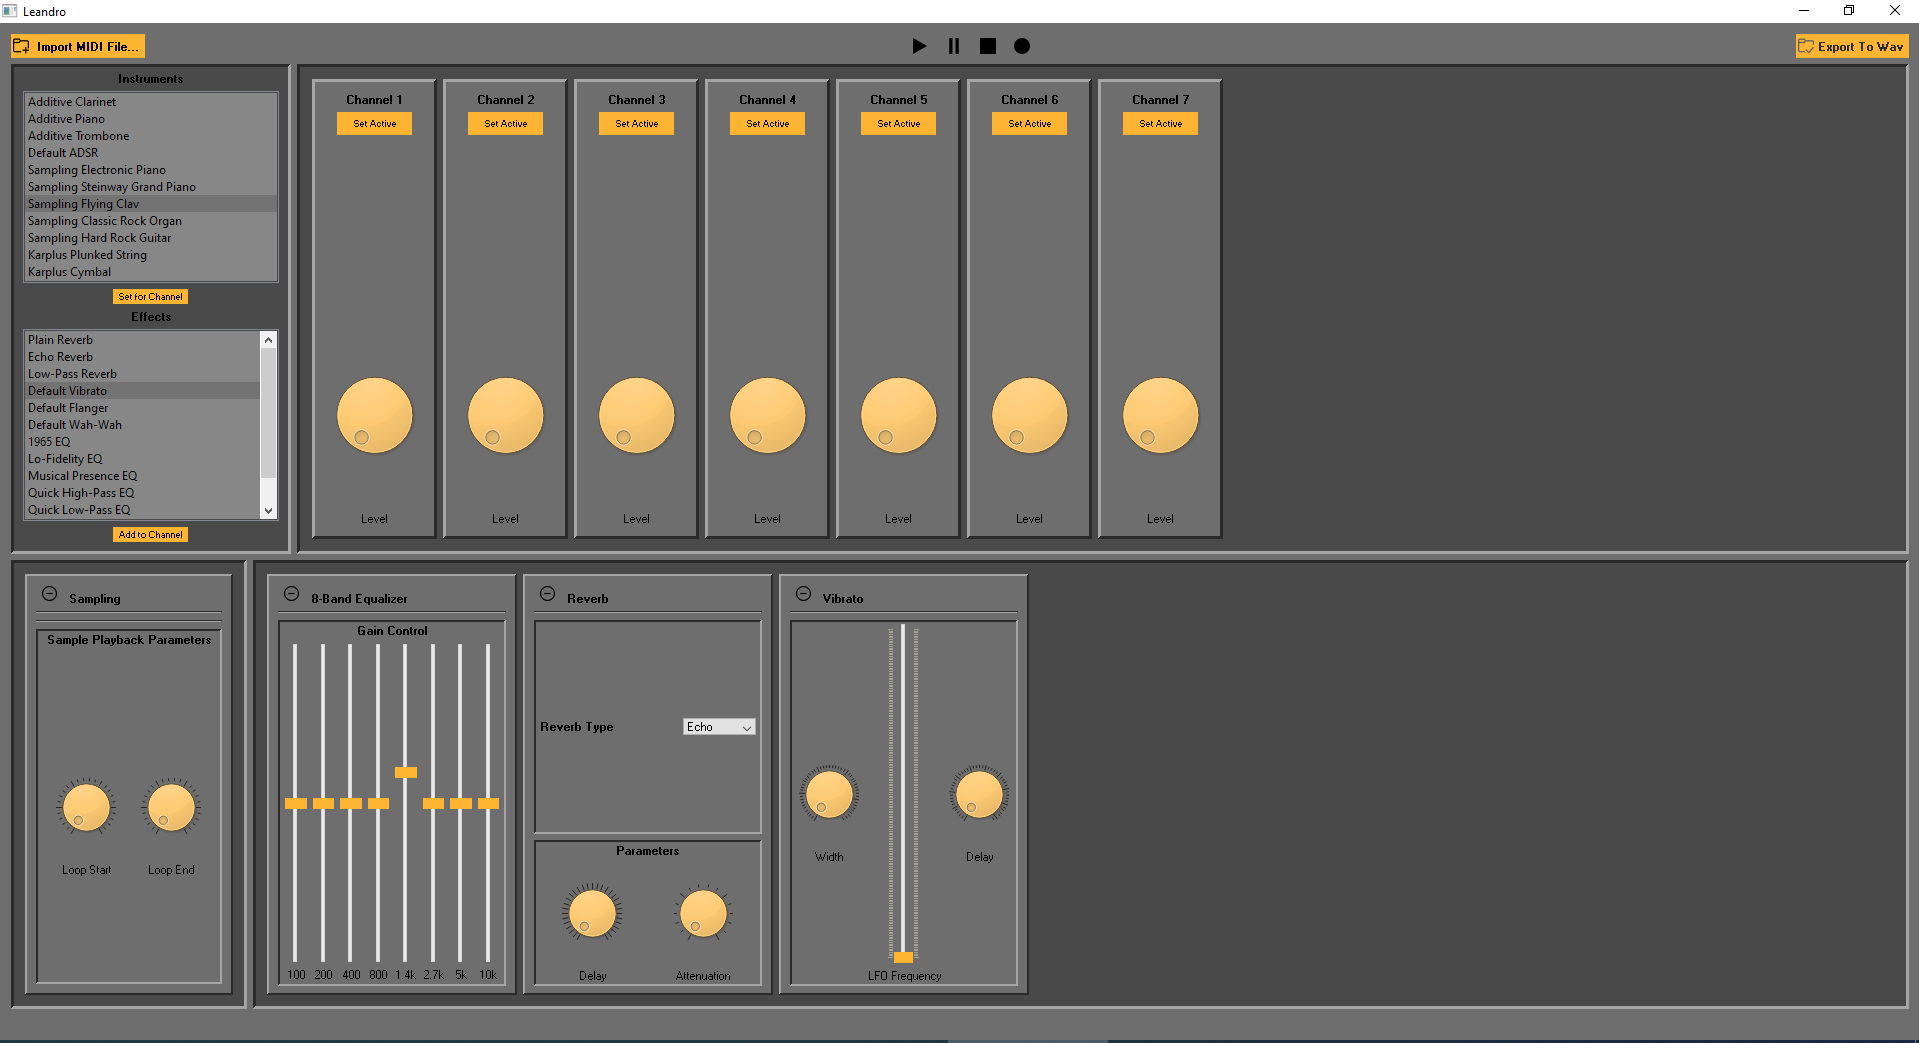 Leandro
Import MIDI File...
Export To Wav
Instruments
Additive Clarinet
Additive Piano
Additive Trombone
Default ADSR
Sampling Electronic Piano
Sampling Steinway Grand Piano
Sampling Flying Clav
Sampling Classic Rock Organ
Sampling Hard Rock Guitar
Karplus Plunked String
Karplus Cymbal
Set for Channel
Effects
Plain Reverb
Echo Reverb
Low-Pass Reverb
Default Vibrato
Default Flanger
Default Wah-Wah
1965 EQ
Lo-Fidelity EQ
Musical Presence EQ
Quick High-Pass EQ
Quick Low-Pass EQ
Add to Channel
Channel 1
Set Active
Level
Channel 2
Set Active
Level
Channel 3
Set Active
Level
Channel 4
Set Active
Level
Channel 5
Set Active
Level
Channel 6
Set Active
Level
Channel 7
Set Active
Level
Sampling
Sample Playback Parameters
Loop Start Loop End
8-Band Equalizer
Gain Control
100 200 400 800 1.4k 2.7k 5k 10k
Reverb
Reverb Type Echo
Parameters
Delay Attenuation
Vibrato
Width Delay
LFO Frequency